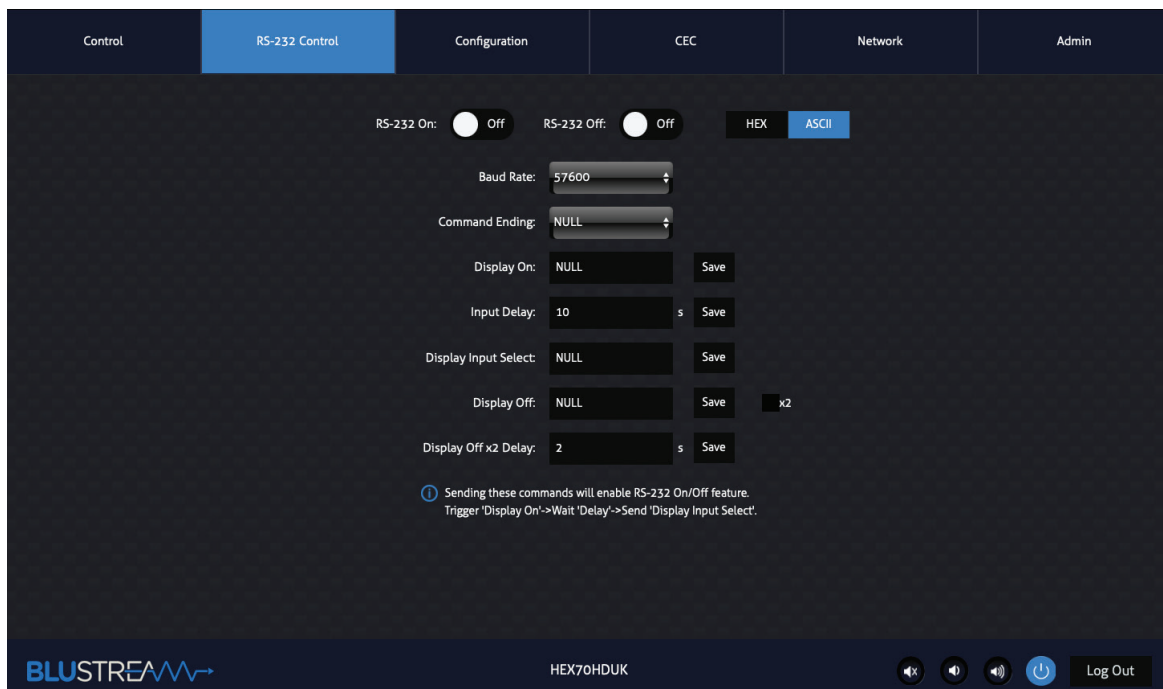 Control RS-232 Control Configuration CEC Network Admin
RS-232 On: Off RS-232 Off: Off HEX ASCII
Baud Rate: 57600
Command Ending: NULL
Display On: NULL Save
Input Delay: 10 s Save
Display Input Select: NULL Save
Display Off: NULL Save x2
Display Off x2 Delay: 2 s Save
Sending these commands will enable RS-232 On/Off feature.
Trigger 'Display On'->Wait 'Delay'->Send 'Display Input Select'.
BLUSTREAM HEX70HDUK Log Out